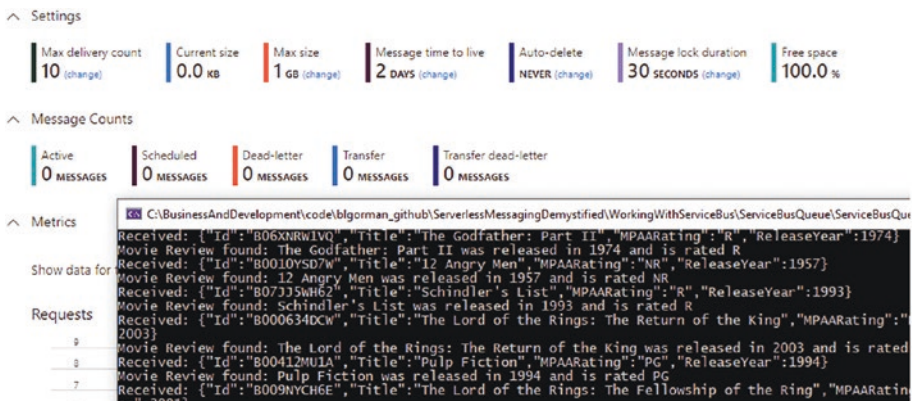 Settings
Max delivery count Current size Max size Message time to live Auto-delete Message lock duration Free space
10 (change) 0.0 KB 1 GB (change) 2 DAYS (change) NEVER (change) 30 SECONDS (change) 100.0 %
Message Counts
Active Scheduled Dead-letter Transfer Transfer dead-letter
0 MESSAGES 0 MESSAGES 0 MESSAGES 0 MESSAGES 0 MESSAGES
Metrics
C:\BusinessAndDevelopment\code\blgorman_github\ServerlessMessagingDemystified\WorkingWithServiceBus\ServiceBusQueue\ServiceBusQue
Received: {"Id":"B06XNRW1VQ","Title":"The Godfather: Part II","MPAARating":"R","ReleaseYear":1974}
Movie Review found: The Godfather: Part II was released in 1974 and is rated R
Received: {"Id":"B0010YSD7W","Title":"12 Angry Men","MPAARating":"NR","ReleaseYear":1957}
Movie Review found: 12 Angry Men was released in 1957 and is rated NR
Received: {"Id":"B07JJ5WH62","Title":"Schindler's List","MPAARating":"R","ReleaseYear":1993}
Movie Review found: Schindler's List was released in 1993 and is rated R
Received: {"Id":"B000634DCW","Title":"The Lord of the Rings: The Return of the King","MPAARating":"
2003}
Movie Review found: The Lord of the Rings: The Return of the King was released in 2003 and is rated
Received: {"Id":"B00412MU1A","Title":"Pulp Fiction","MPAARating":"PG","ReleaseYear":1994}
Movie Review found: Pulp Fiction was released in 1994 and is rated PG
Received: {"Id":"B009NYCH6E","Title":"The Lord of the Rings: The Fellowship of the Ring","MPAARatin
Show data for
Requests
9
8
7